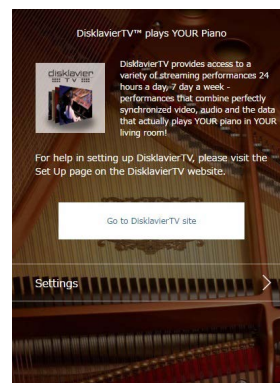 DisklavierTV™ plays YOUR Piano
disklavier
TV
DisklavierTV provides access to a
variety of streaming performances 24
hours a day, 7 day a week -
performances that combine perfectly
synchronized video, audio and the data
that actually plays YOUR piano in YOUR
living room!
For help in setting up DisklavierTV, please visit the
Set Up page on the DisklavierTV website.
Go to DisklavierTV site
Settings